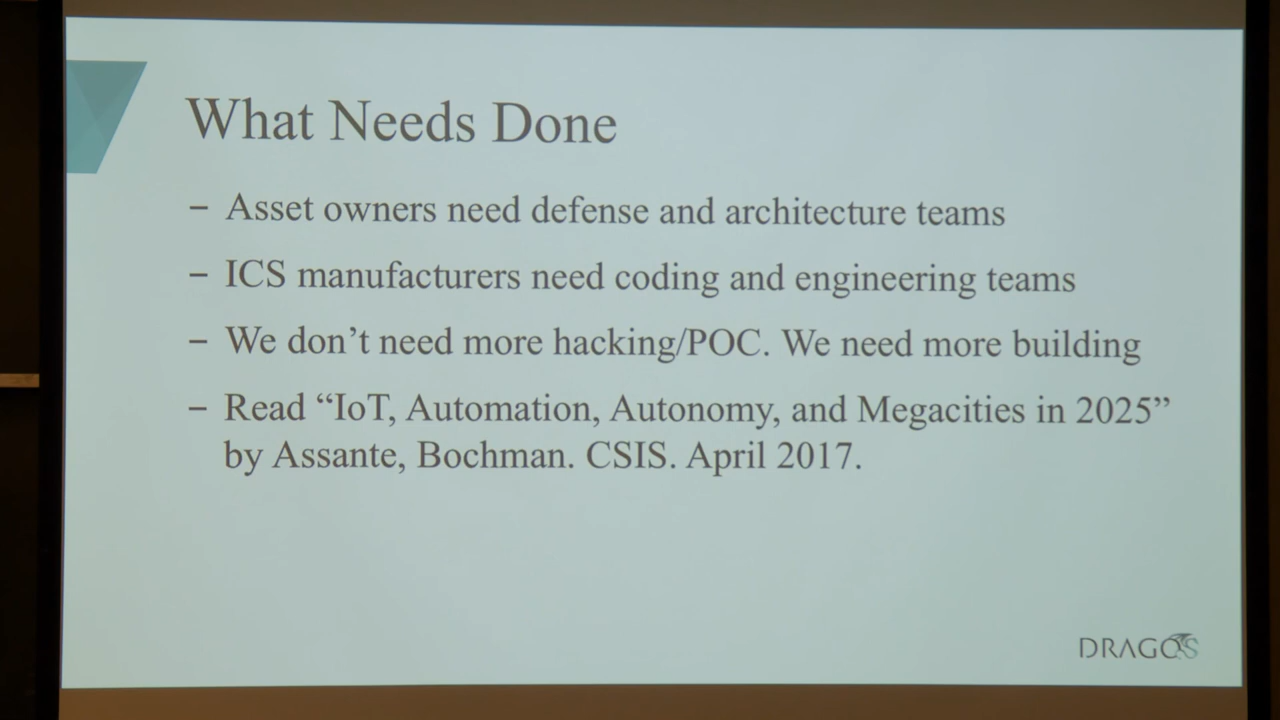 What Needs Done
– Asset owners need defense and architecture teams
– ICS manufacturers need coding and engineering teams
– We don’t need more hacking/POC. We need more building
– Read “IoT, Automation, Autonomy, and Megacities in 2025”
by Assante, Bochman. CSIS. April 2017.
DRAGOS